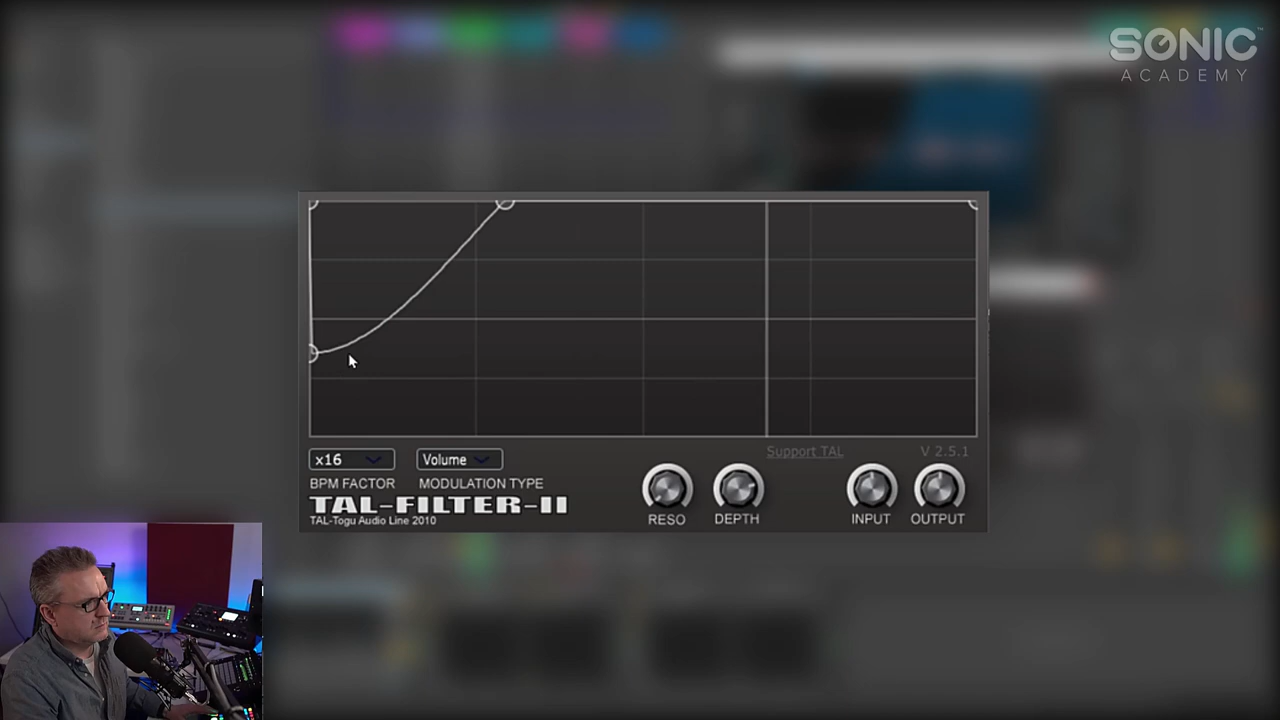 SONIC
ACADEMY
x16
Volume
Support TAL
V 2.5.1
BPM FACTOR
MODULATION TYPE
TAL-FILTER-II
TAL-Togu Audio Line 2010
RESO
DEPTH
INPUT
OUTPUT